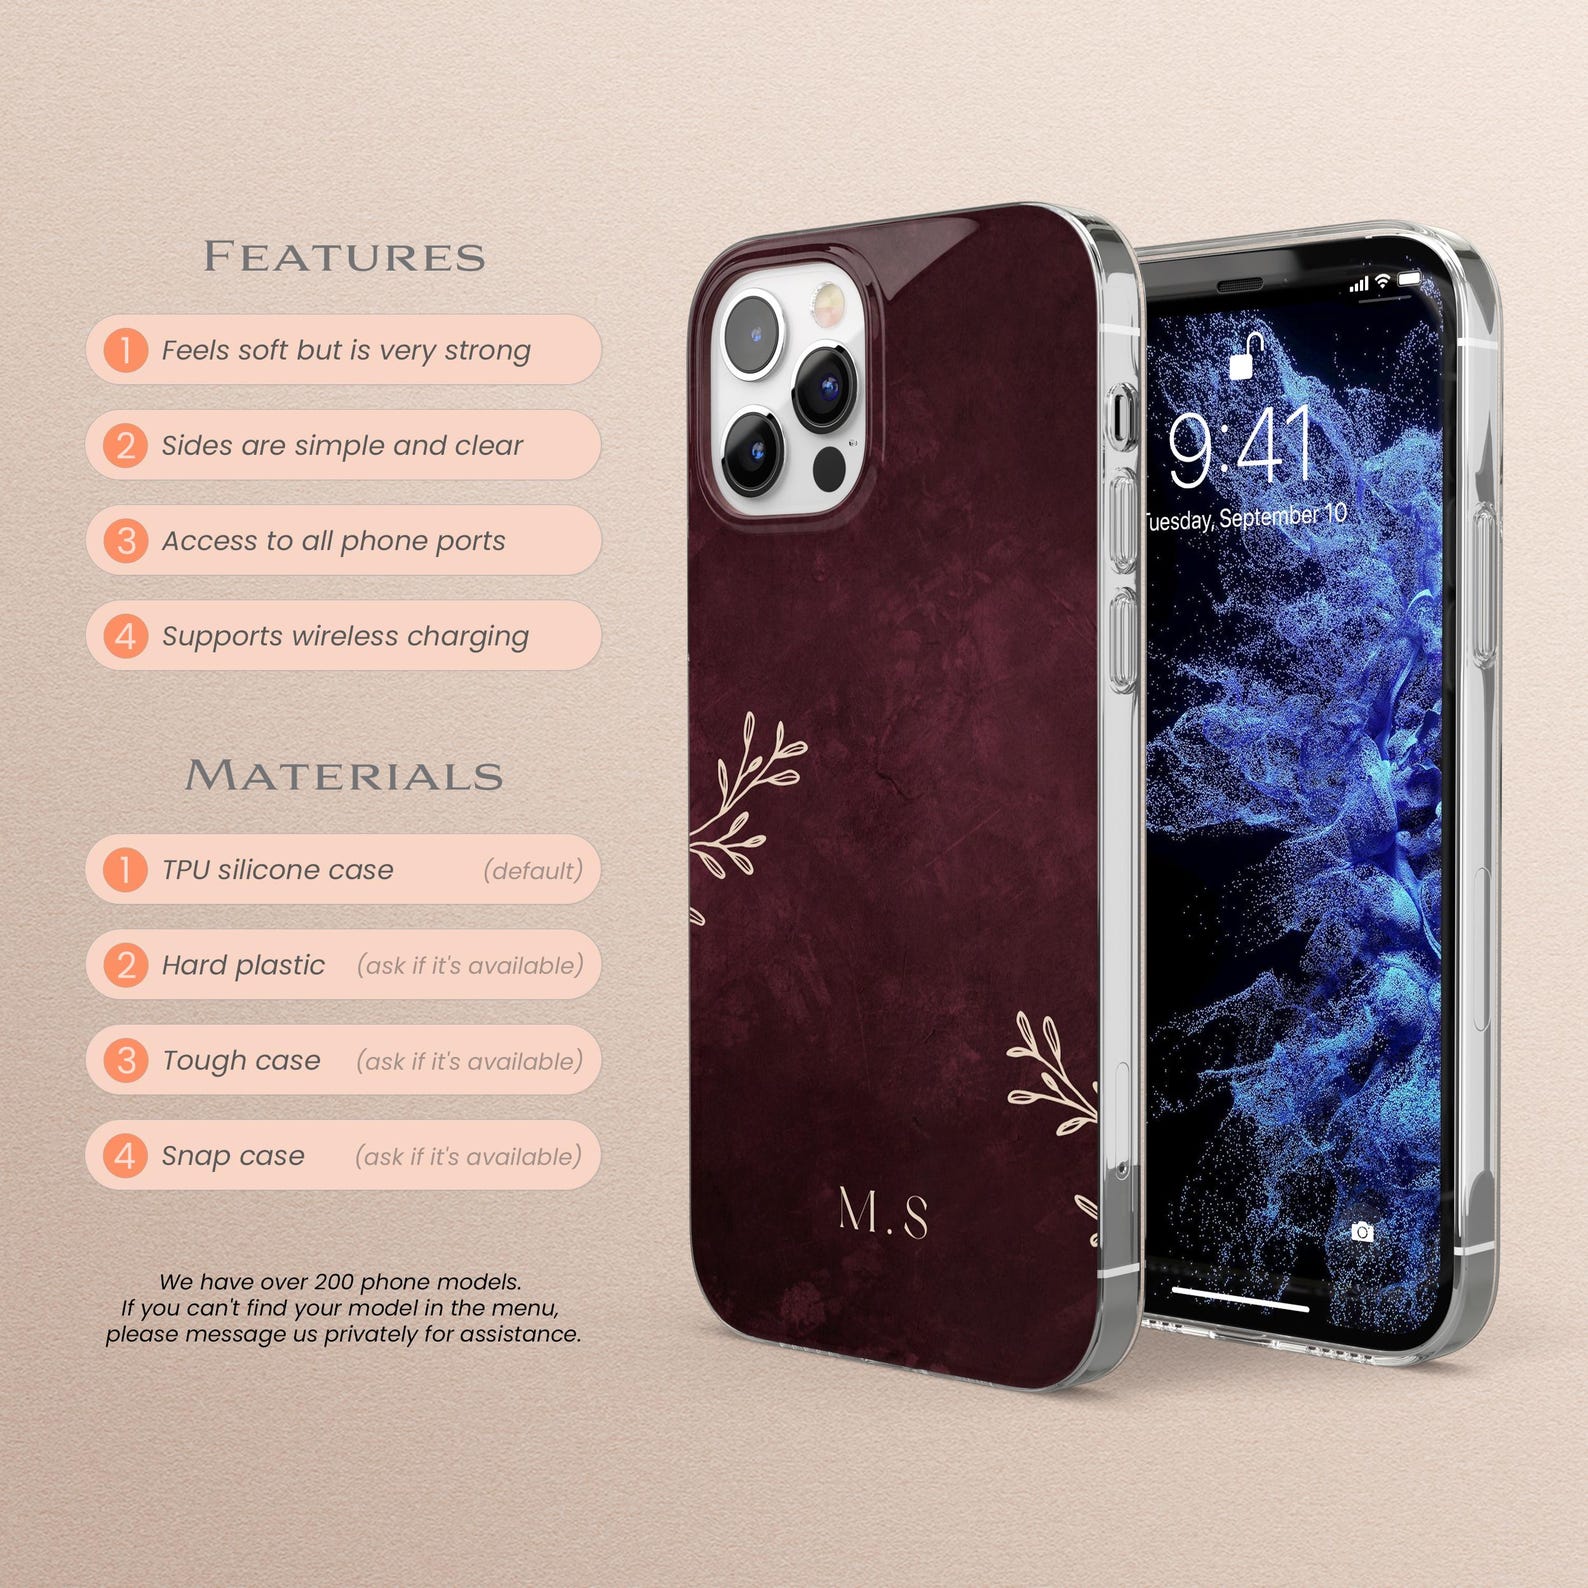 FEATURES
1 Feels soft but is very strong
2 Sides are simple and clear
3 Access to all phone ports
4 Supports wireless charging
MATERIALS
1 TPU silicone case (default)
2 Hard plastic (ask if it's available)
3 Tough case (ask if it's available)
4 Snap case (ask if it's available)
We have over 200 phone models.
If you can't find your model in the menu,
please message us privately for assistance.
M.S
9:41
Tuesday, September 10